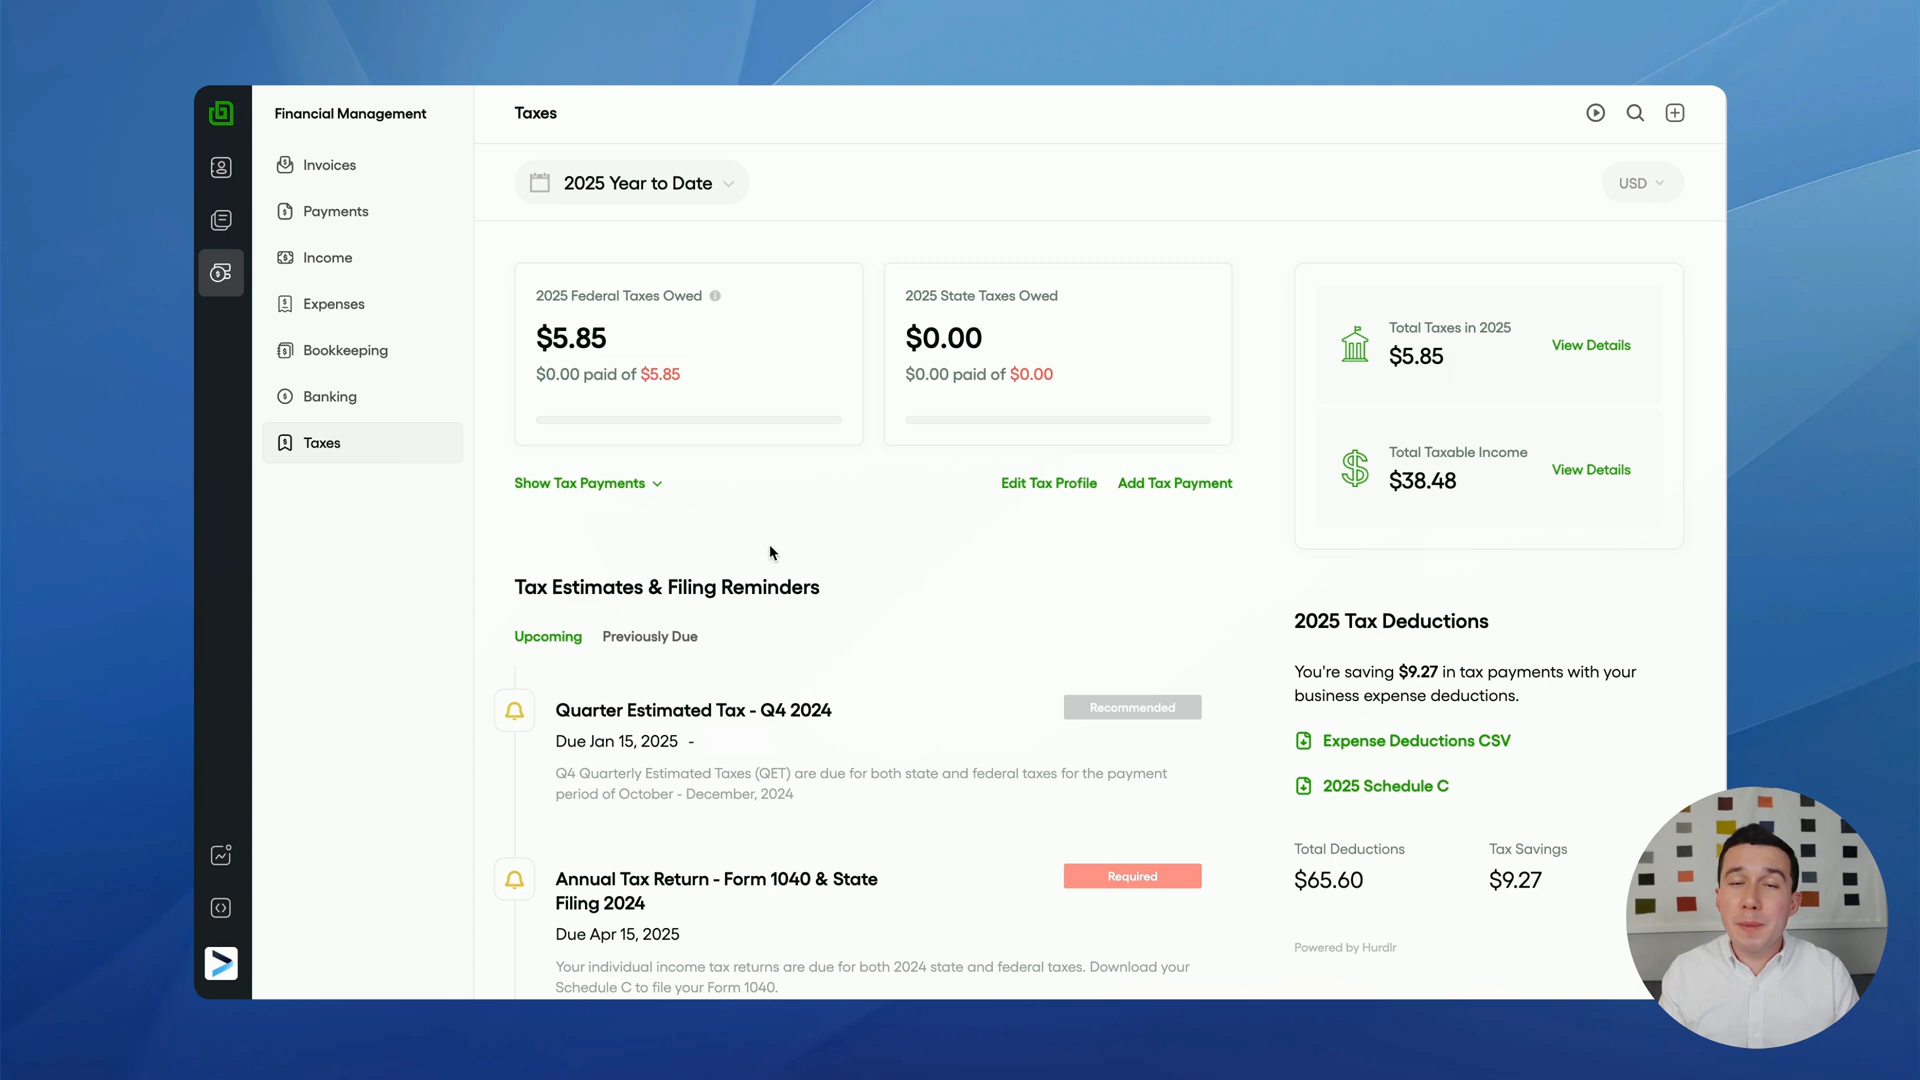 Financial Management
Invoices
Payments
Income
Expenses
Bookkeeping
Banking
Taxes
Taxes
2025 Year to Date
USD
2025 Federal Taxes Owed
$5.85
$0.00 paid of $5.85
2025 State Taxes Owed
$0.00
$0.00 paid of $0.00
Show Tax Payments
Edit Tax Profile
Add Tax Payment
Total Taxes in 2025
$5.85
View Details
Total Taxable Income
$38.48
View Details
Tax Estimates & Filing Reminders
Upcoming
Previously Due
Quarter Estimated Tax - Q4 2024
Recommended
Due Jan 15, 2025 -
Q4 Quarterly Estimated Taxes (QET) are due for both state and federal taxes for the payment
period of October - December, 2024
Annual Tax Return - Form 1040 & State
Filing 2024
Required
Due Apr 15, 2025
Your individual income tax returns are due for both 2024 state and federal taxes. Download your
Schedule C to file your Form 1040.
2025 Tax Deductions
You're saving $9.27 in tax payments with your
business expense deductions.
Expense Deductions CSV
2025 Schedule C
Total Deductions
$65.60
Tax Savings
$9.27
Powered by Hurdlr